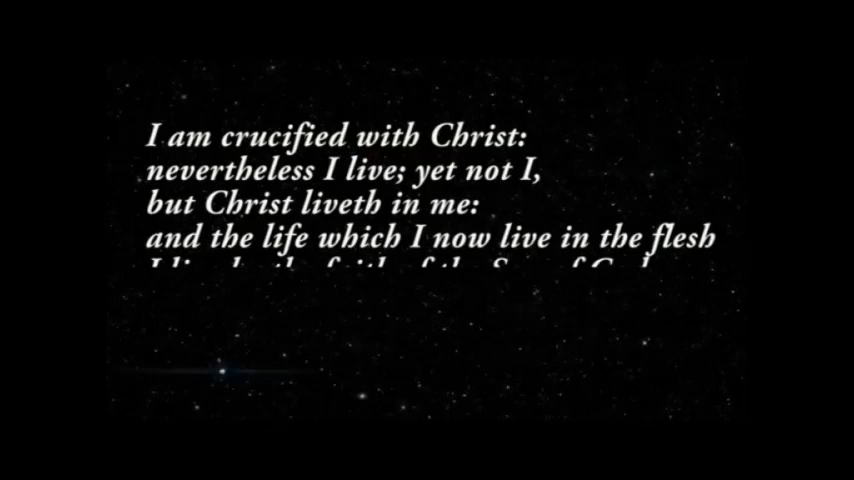 I am crucified with Christ:
nevertheless I live; yet not I,
but Christ liveth in me:
and the life which I now live in the flesh